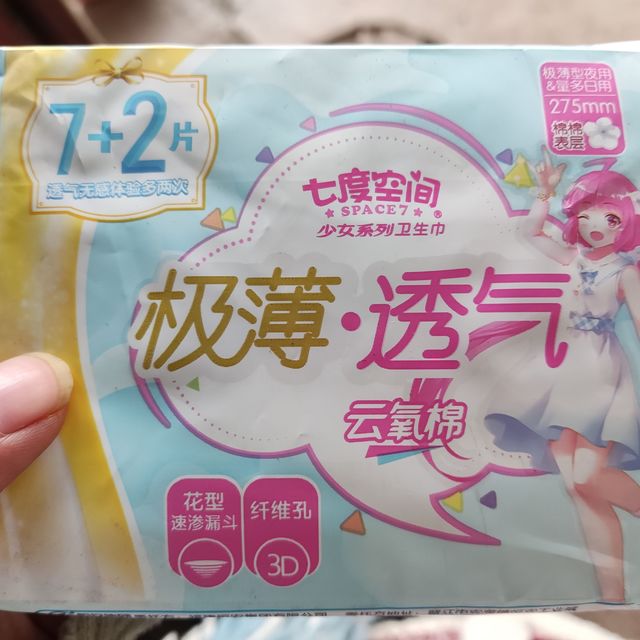 7+2片
透气无感体验多两次
极薄型夜用
&量多日用
275mm
棉棉
表层
七度空间
SPACE7 ®
少女系列卫生巾
极薄·透气
云氧棉
花型
速渗漏斗
纤维孔
3D